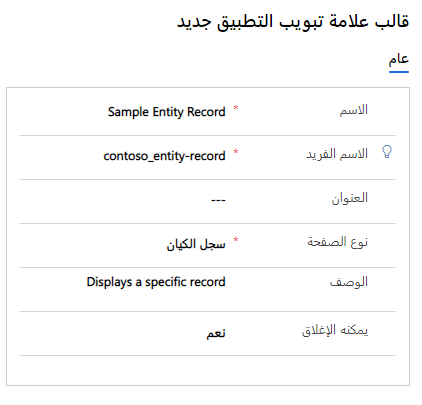 قالب علامة تبويب التطبيق جديد
عام
الاسم * Sample Entity Record
الاسم الفريد * contoso_entity-record
العنوان ---
نوع الصفحة * سجل الكيان
الوصف Displays a specific record
يمكنه الإغلاق نعم